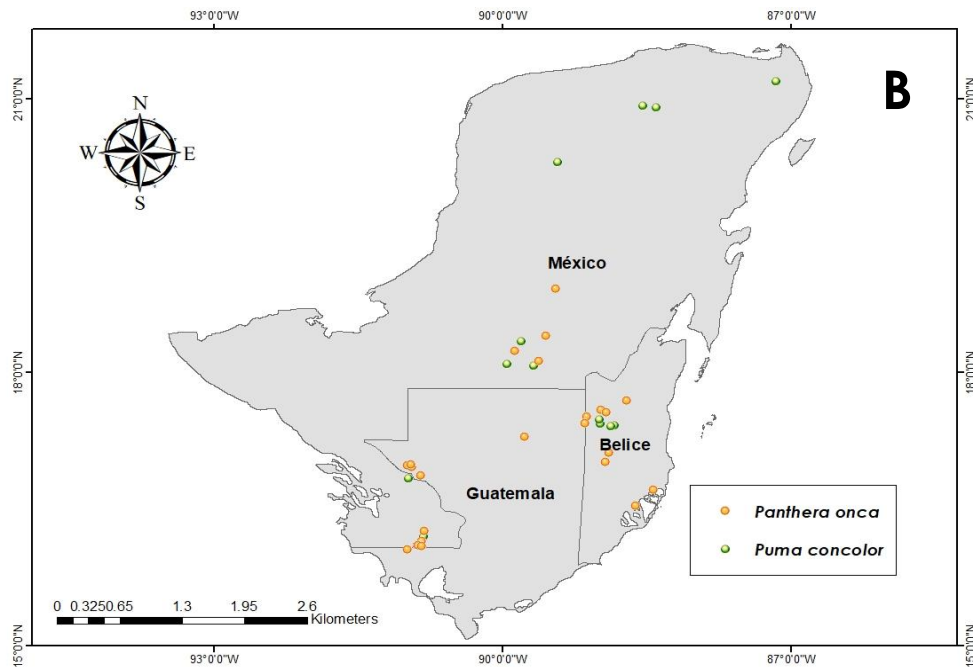 93°0'0"W 90°0'0"W 87°0'0"W
B
21°0'0"N 21°0'0"N
N
W E
S
México
18°0'0"N 18°0'0"N
Belice
Guatemala
Panthera onca
Puma concolor
0 0.3250.65 1.3 1.95 2.6
Kilometers
15°0'0"N 15°0'0"N
93°0'0"W 90°0'0"W 87°0'0"W